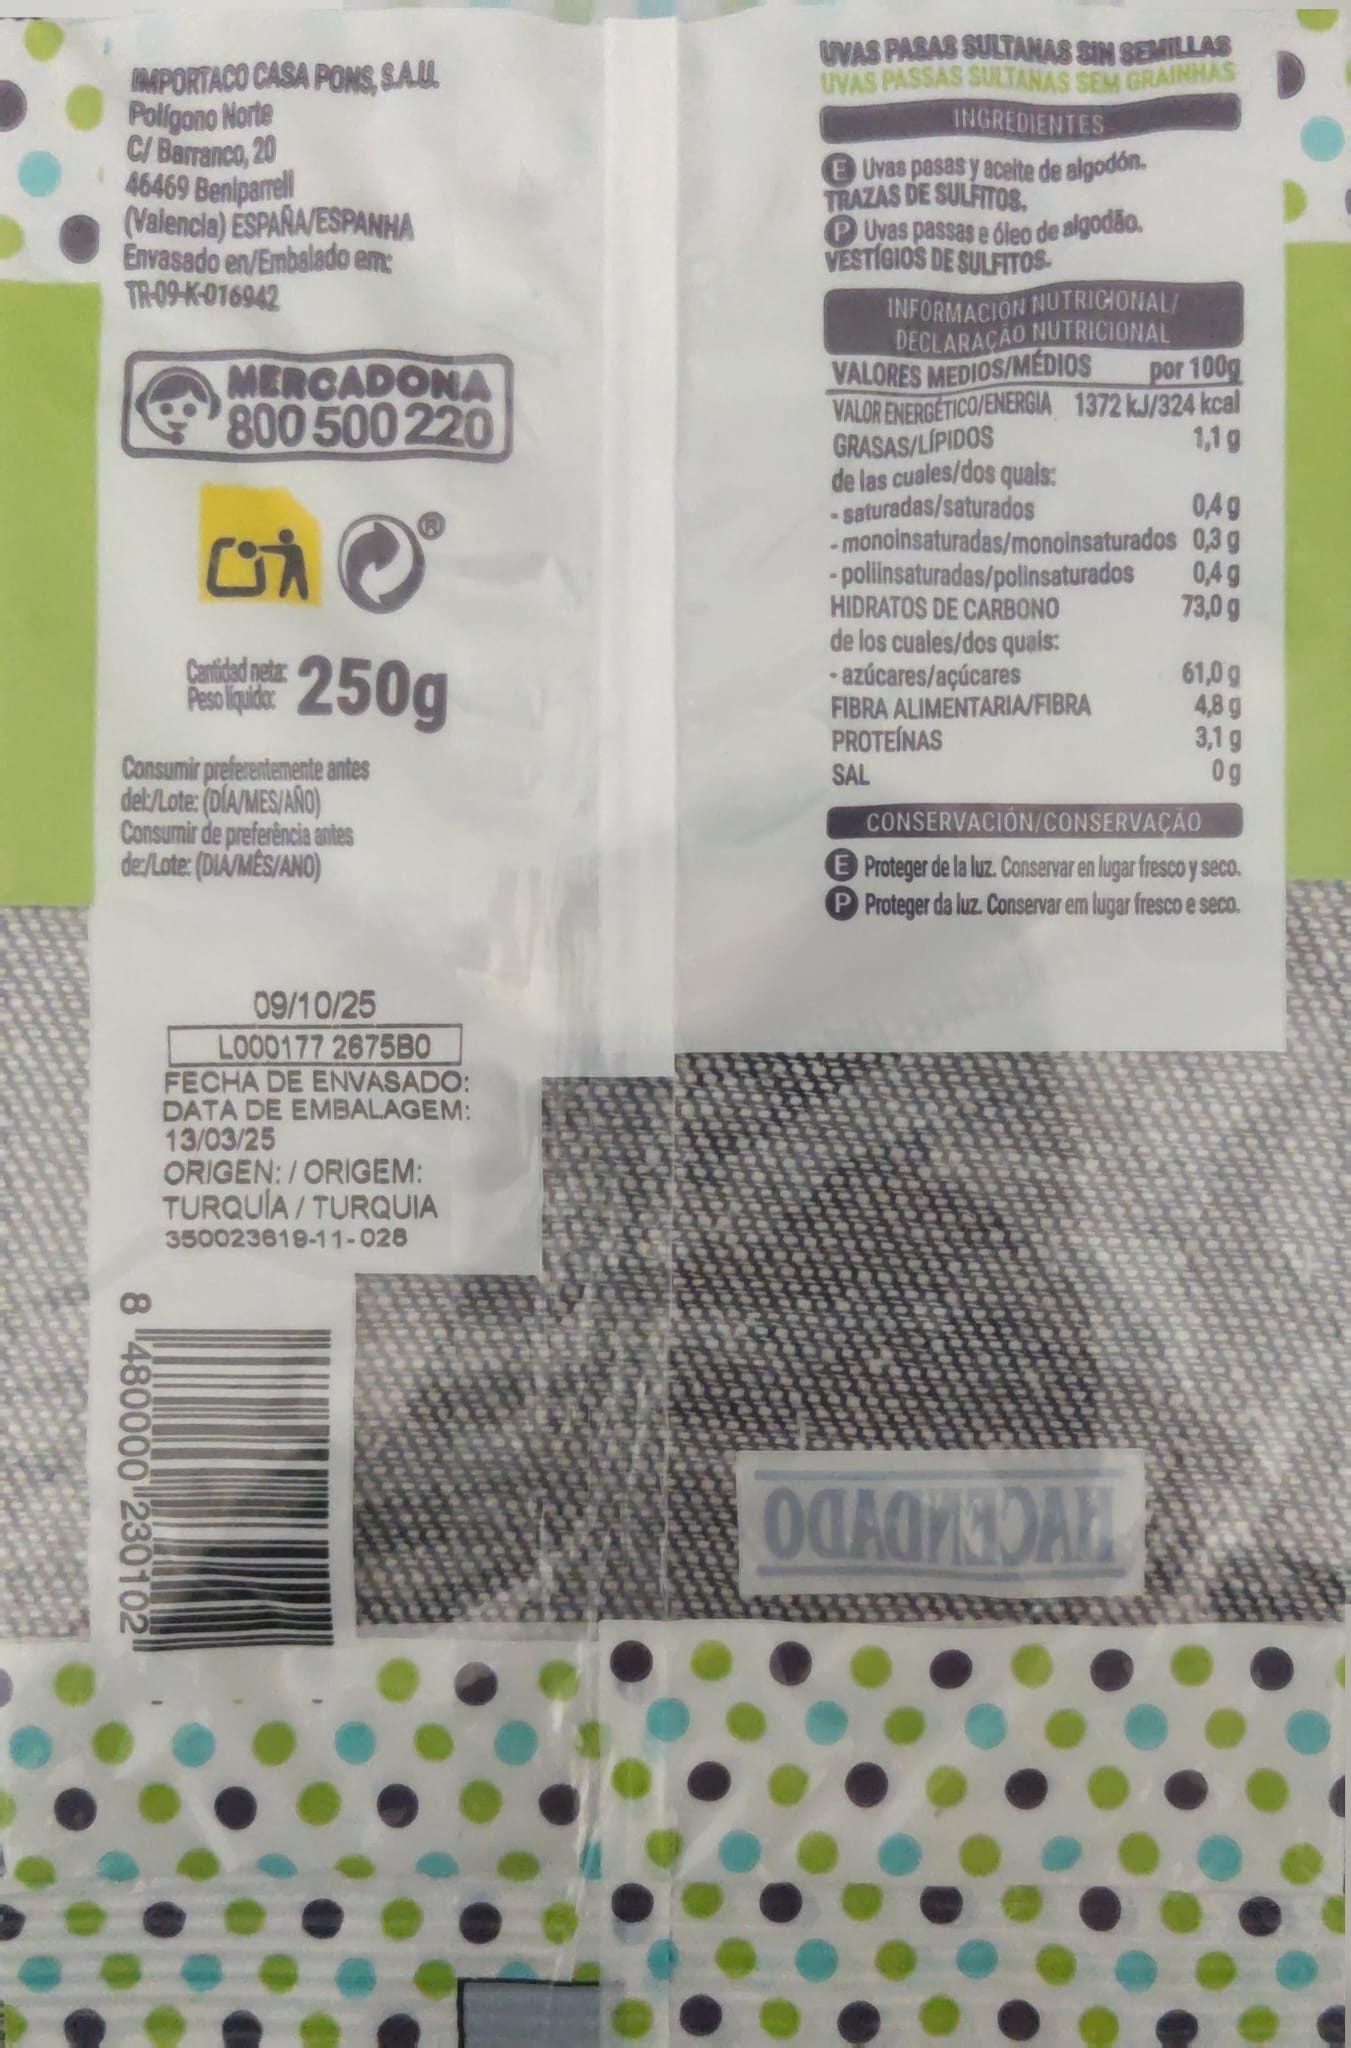 IMPORTACO CASA PONS, S.A.U.
Polígono Norte
C/ Barranco, 20
46469 Beniparrell
(Valencia) ESPAÑA/ESPANHA
Envasado en/Embalado em:
TR-09-K-016942
MERCADONA
800 500 220
®
Cantidad neta:
Peso líquido:
250g
Consumir preferentemente antes
del:/Lote: (DÍA/MES/AÑO)
Consumir de preferência antes
de:/Lote: (DIA/MÊS/ANO)
09/10/25
L000177 2675B0
FECHA DE ENVASADO:
DATA DE EMBALAGEM:
13/03/25
ORIGEN: / ORIGEM:
TURQUÍA / TURQUIA
350023619-11-028
8 480000 230102
UVAS PASAS SULTANAS SIN SEMILLAS
UVAS PASSAS SULTANAS SEM GRAINHAS
INGREDIENTES
E Uvas pasas y aceite de algodón.
TRAZAS DE SULFITOS.
P Uvas passas e óleo de algodão.
VESTÍGIOS DE SULFITOS.
INFORMACIÓN NUTRICIONAL/
DECLARAÇÃO NUTRICIONAL
VALORES MEDIOS/MÉDIOS por 100g
VALOR ENERGÉTICO/ENERGIA 1372 kJ/324 kcal
GRASAS/LÍPIDOS 1,1 g
de las cuales/dos quais:
- saturadas/saturados 0,4 g
- monoinsaturadas/monoinsaturados 0,3 g
- poliinsaturadas/polinsaturados 0,4 g
HIDRATOS DE CARBONO 73,0 g
de los cuales/dos quais:
- azúcares/açúcares 61,0 g
FIBRA ALIMENTARIA/FIBRA 4,8 g
PROTEÍNAS 3,1 g
SAL 0 g
CONSERVACIÓN/CONSERVAÇÃO
E Proteger de la luz. Conservar en lugar fresco y seco.
P Proteger da luz. Conservar em lugar fresco e seco.
HACENDADO